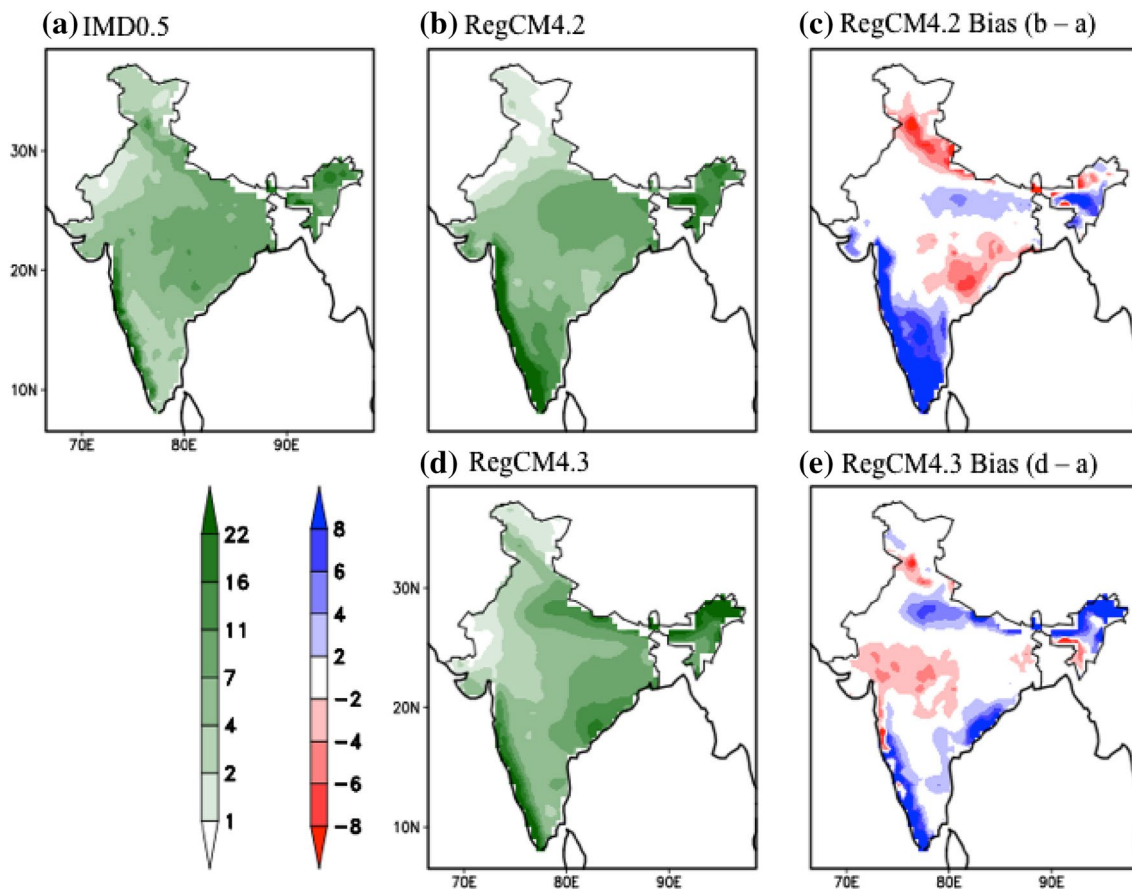 (a) IMD0.5
(b) RegCM4.2
(c) RegCM4.2 Bias (b – a)
30N
20N
10N
70E 80E 90E
(d) RegCM4.3
(e) RegCM4.3 Bias (d – a)
22
16
11
7
4
2
1
8
6
4
2
−2
−4
−6
−8
30N
20N
10N
70E 80E 90E
70E 80E 90E